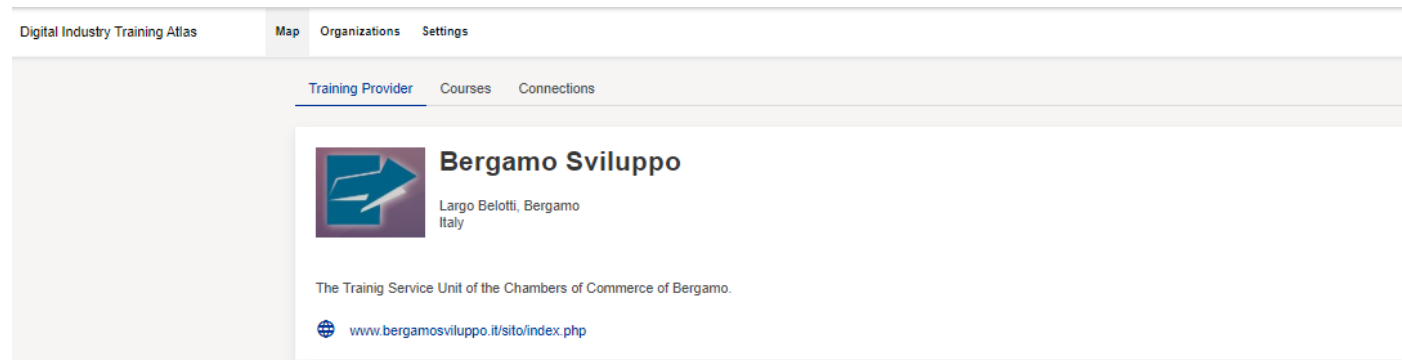 Digital Industry Training Atlas Map Organizations Settings
Training Provider Courses Connections
Bergamo Sviluppo
Largo Belotti, Bergamo
Italy
The Trainig Service Unit of the Chambers of Commerce of Bergamo.
www.bergamosviluppo.it/sito/index.php